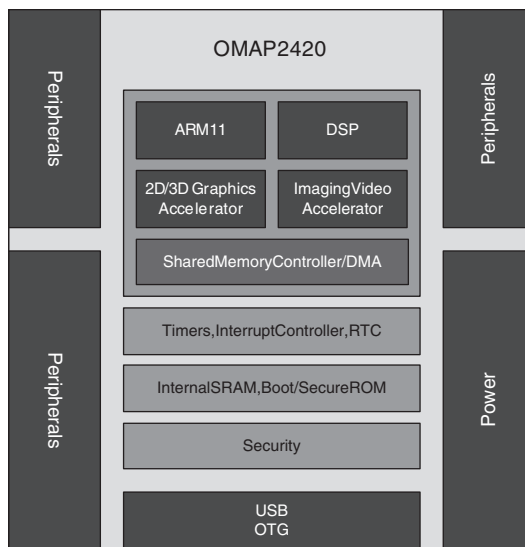 OMAP2420
Peripherals
Peripherals
ARM11
DSP
2D/3D Graphics
Accelerator
ImagingVideo
Accelerator
SharedMemoryController/DMA
Timers,InterruptController,RTC
InternalSRAM,Boot/SecureROM
Security
Peripherals
Power
USB
OTG